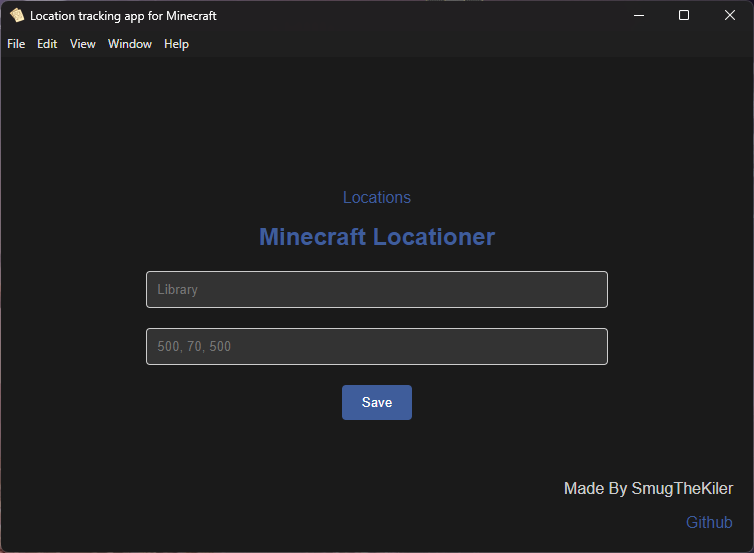 Location tracking app for Minecraft
File Edit View Window Help
Locations
Minecraft Locationer
Library
500, 70, 500
Save
Made By SmugTheKiler
Github